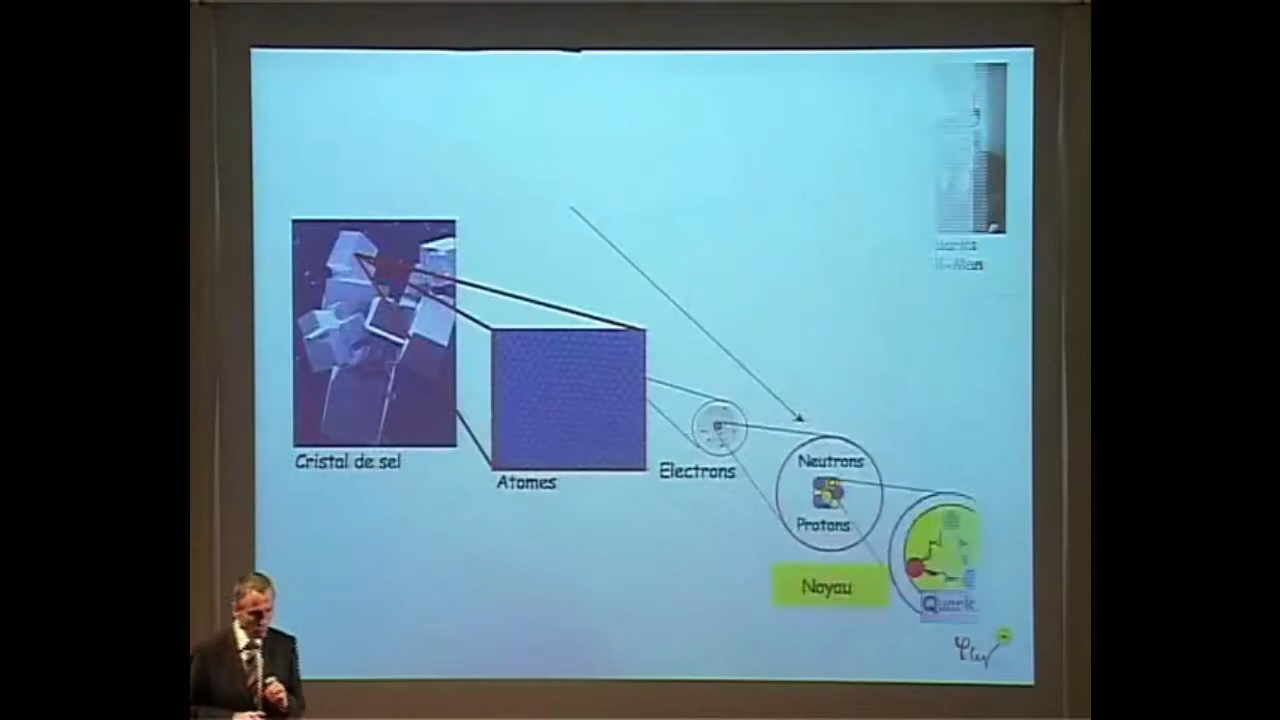 Cristal de sel
Atomes
Electrons
Neutrons
Protons
Noyau
Quark